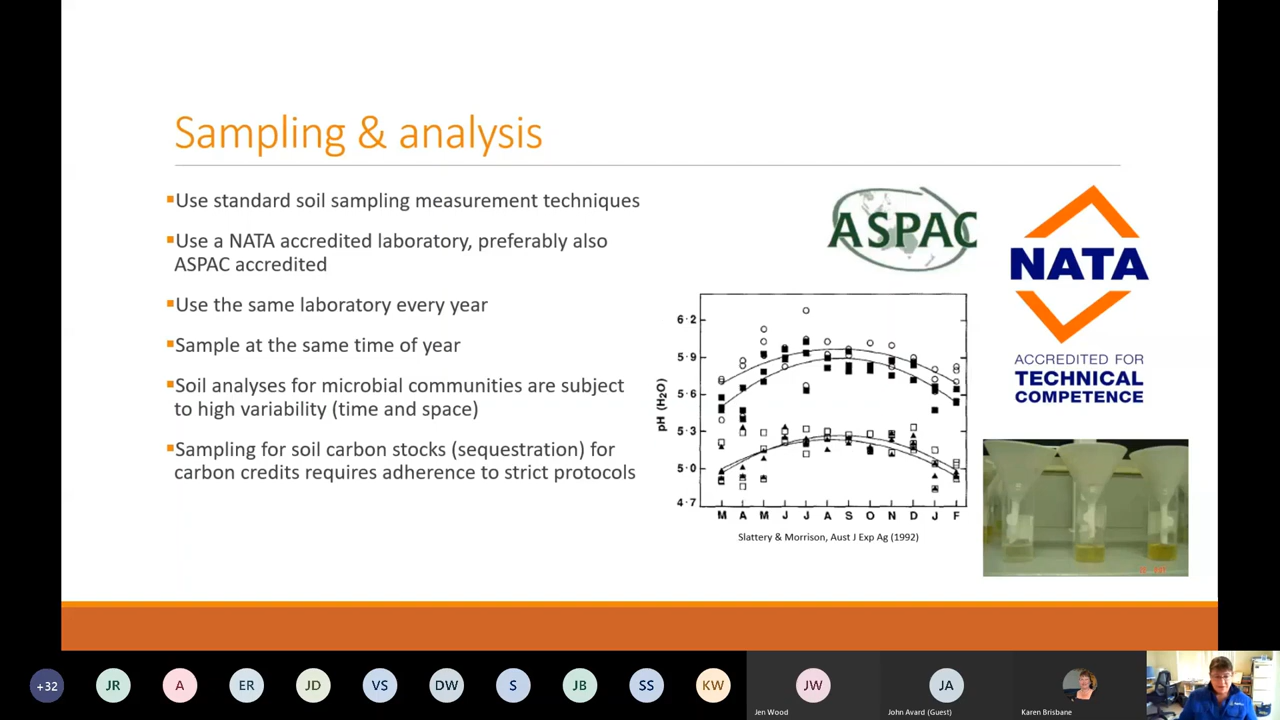 Sampling & analysis
Use standard soil sampling measurement techniques
Use a NATA accredited laboratory, preferably also
ASPAC accredited
Use the same laboratory every year
Sample at the same time of year
Soil analyses for microbial communities are subject
to high variability (time and space)
Sampling for soil carbon stocks (sequestration) for
carbon credits requires adherence to strict protocols
ASPAC
NATA
ACCREDITED FOR
TECHNICAL
COMPETENCE
pH (H₂O)
6·2
5·9
5·6
5·3
5·0
4·7
M A M J J A S O N D J F
Slattery & Morrison, Aust J Exp Ag (1992)
+32 JR A ER JD VS DW S JB SS KW JW JA
Jen Wood
John Avard (Guest)
Karen Brisbane